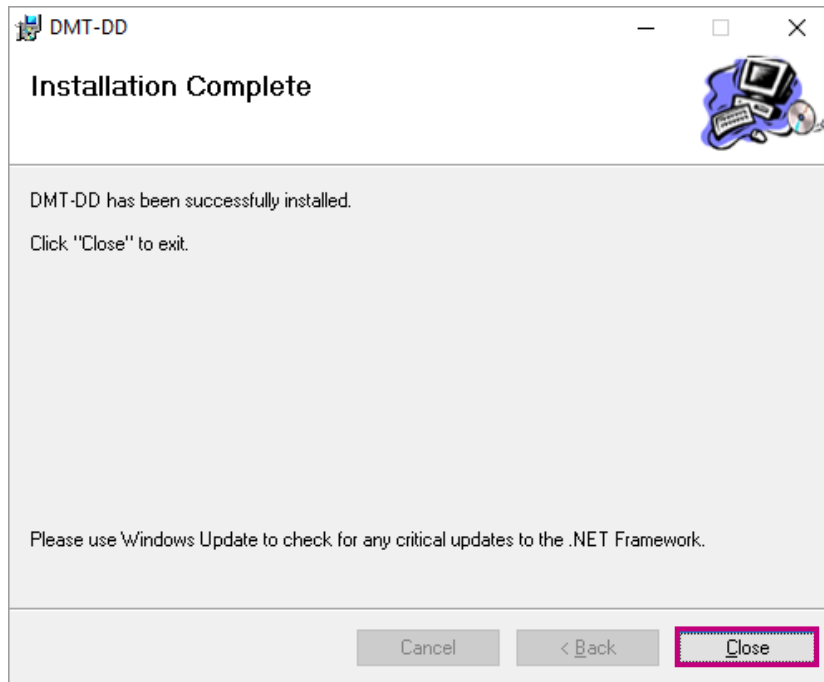 DMT-DD
Installation Complete
DMT-DD has been successfully installed.
Click "Close" to exit.
Please use Windows Update to check for any critical updates to the .NET Framework.
Cancel
< Back
Close